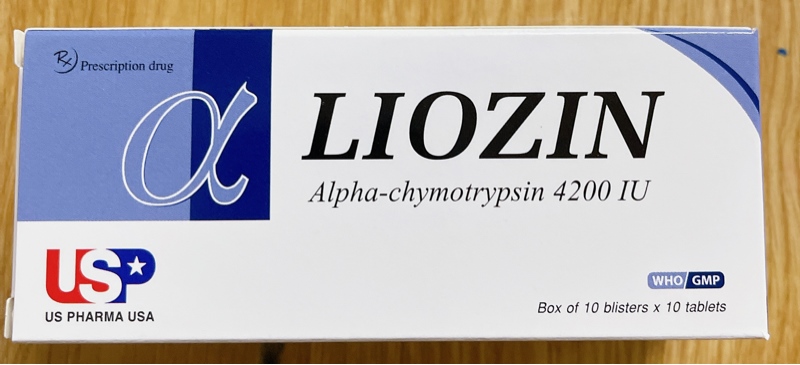 Rx Prescription drug
α LIOZIN
Alpha-chymotrypsin 4200 IU
USP
US PHARMA USA
WHO/GMP
Box of 10 blisters x 10 tablets